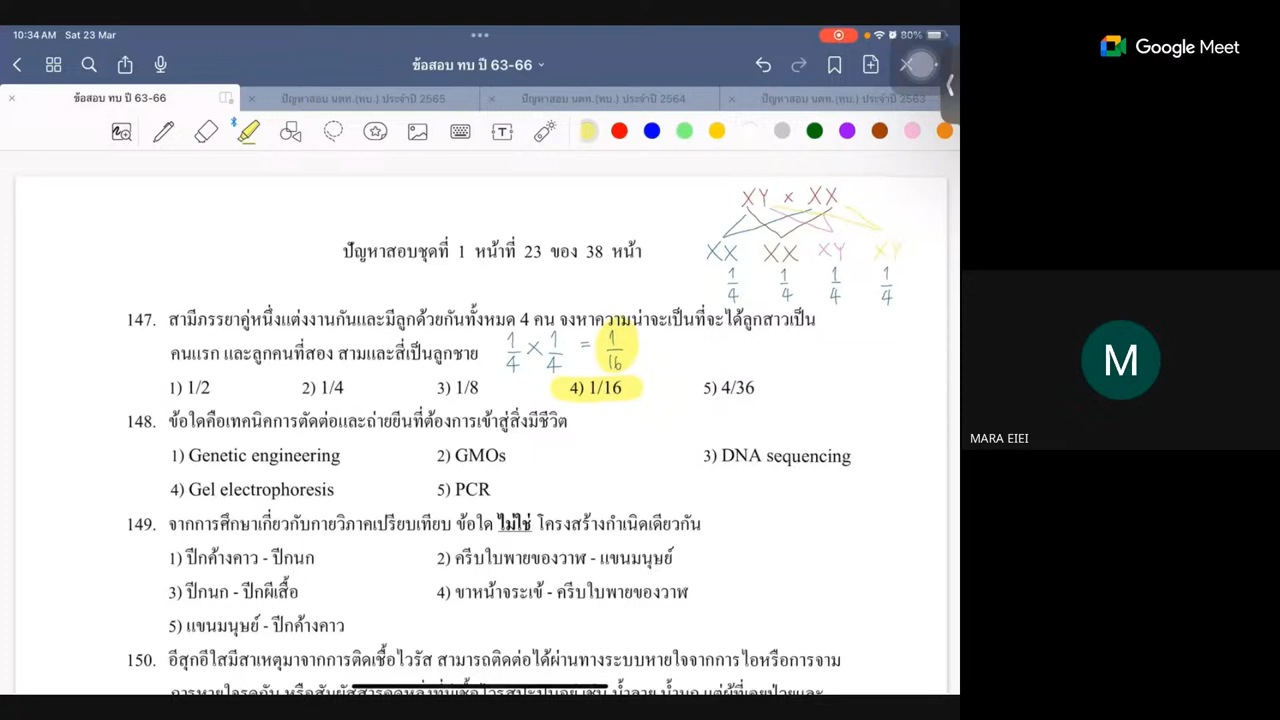 10:34 AM Sat 23 Mar
80%
Google Meet
ข้อสอบ ทบ ปี 63-66
ข้อสอบ ทบ ปี 63-66
ปัญหาสอบ นตท.(ทบ.) ประจำปี 2565
ปัญหาสอบ นตท.(ทบ.) ประจำปี 2564
ปัญหาสอบ นตท.(ทบ.) ประจำปี 2563
XY × XX
XX XX XY XY
1/4 1/4 1/4 1/4
ปัญหาสอบชุดที่ 1 หน้าที่ 23 ของ 38 หน้า
147. สามีภรรยาคู่หนึ่งแต่งงานกันและมีลูกด้วยกันทั้งหมด 4 คน จงหาความน่าจะเป็นที่จะได้ลูกสาวเป็น
คนแรก และลูกคนที่สอง สามและสี่เป็นลูกชาย 1/4 × 1/4 = 1/16
1) 1/2 2) 1/4 3) 1/8 4) 1/16 5) 4/36
148. ข้อใดคือเทคนิคการตัดต่อและถ่ายยีนที่ต้องการเข้าสู่สิ่งมีชีวิต
1) Genetic engineering 2) GMOs 3) DNA sequencing
4) Gel electrophoresis 5) PCR
149. จากการศึกษาเกี่ยวกับกายวิภาคเปรียบเทียบ ข้อใด ไม่ใช่ โครงสร้างกำเนิดเดียวกัน
1) ปีกค้างคาว - ปีกนก 2) ครีบใบพายของวาฬ - แขนมนุษย์
3) ปีกนก - ปีกผีเสื้อ 4) ขาหน้าจระเข้ - ครีบใบพายของวาฬ
5) แขนมนุษย์ - ปีกค้างคาว
150. อีสุกอีใสมีสาเหตุมาจากการติดเชื้อไวรัส สามารถติดต่อได้ผ่านทางระบบหายใจจากการไอหรือการจาม
M
MARA EIEI